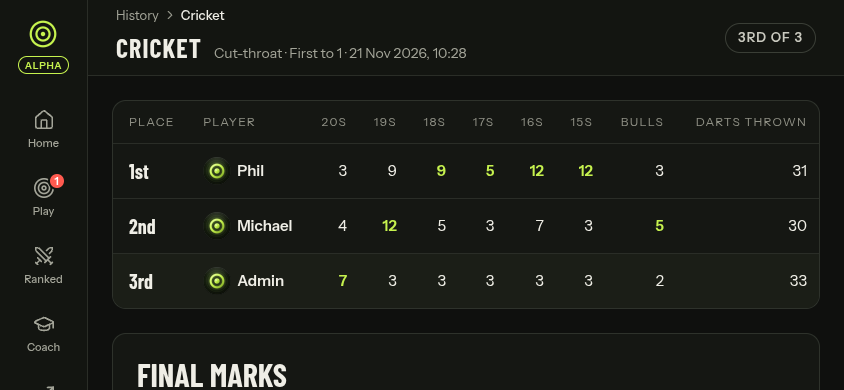 History > Cricket
CRICKET Cut-throat · First to 1 · 21 Nov 2026, 10:28
3RD OF 3
ALPHA
Home
1
Play
Ranked
Coach
PLACE PLAYER 20S 19S 18S 17S 16S 15S BULLS DARTS THROWN
1st Phil 3 9 9 5 12 12 3 31
2nd Michael 4 12 5 3 7 3 5 30
3rd Admin 7 3 3 3 3 3 2 33
FINAL MARKS